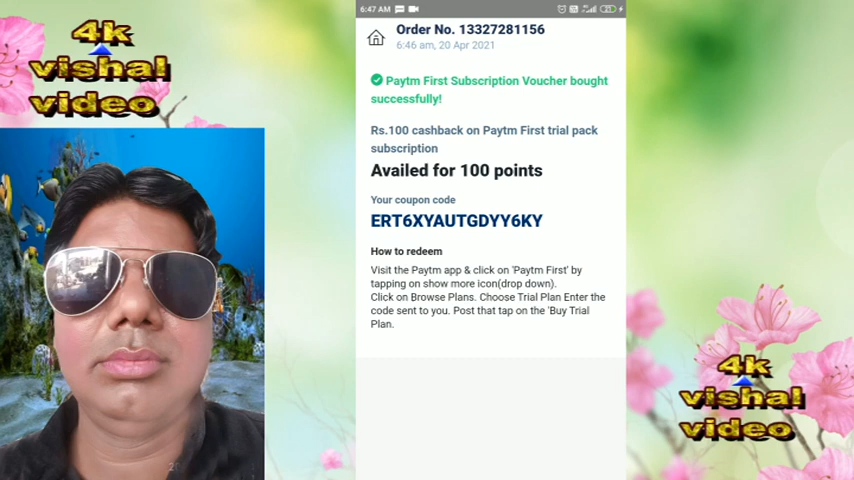 4k
vishal
video
6:47 AM
Order No. 13327281156
6:46 am, 20 Apr 2021
Paytm First Subscription Voucher bought
successfully!
Rs.100 cashback on Paytm First trial pack
subscription
Availed for 100 points
Your coupon code
ERT6XYAUTGDYY6KY
How to redeem
Visit the Paytm app & click on 'Paytm First' by
tapping on show more icon(drop down).
Click on Browse Plans. Choose Trial Plan Enter the
code sent to you. Post that tap on the 'Buy Trial
Plan.
4k
vishal
video